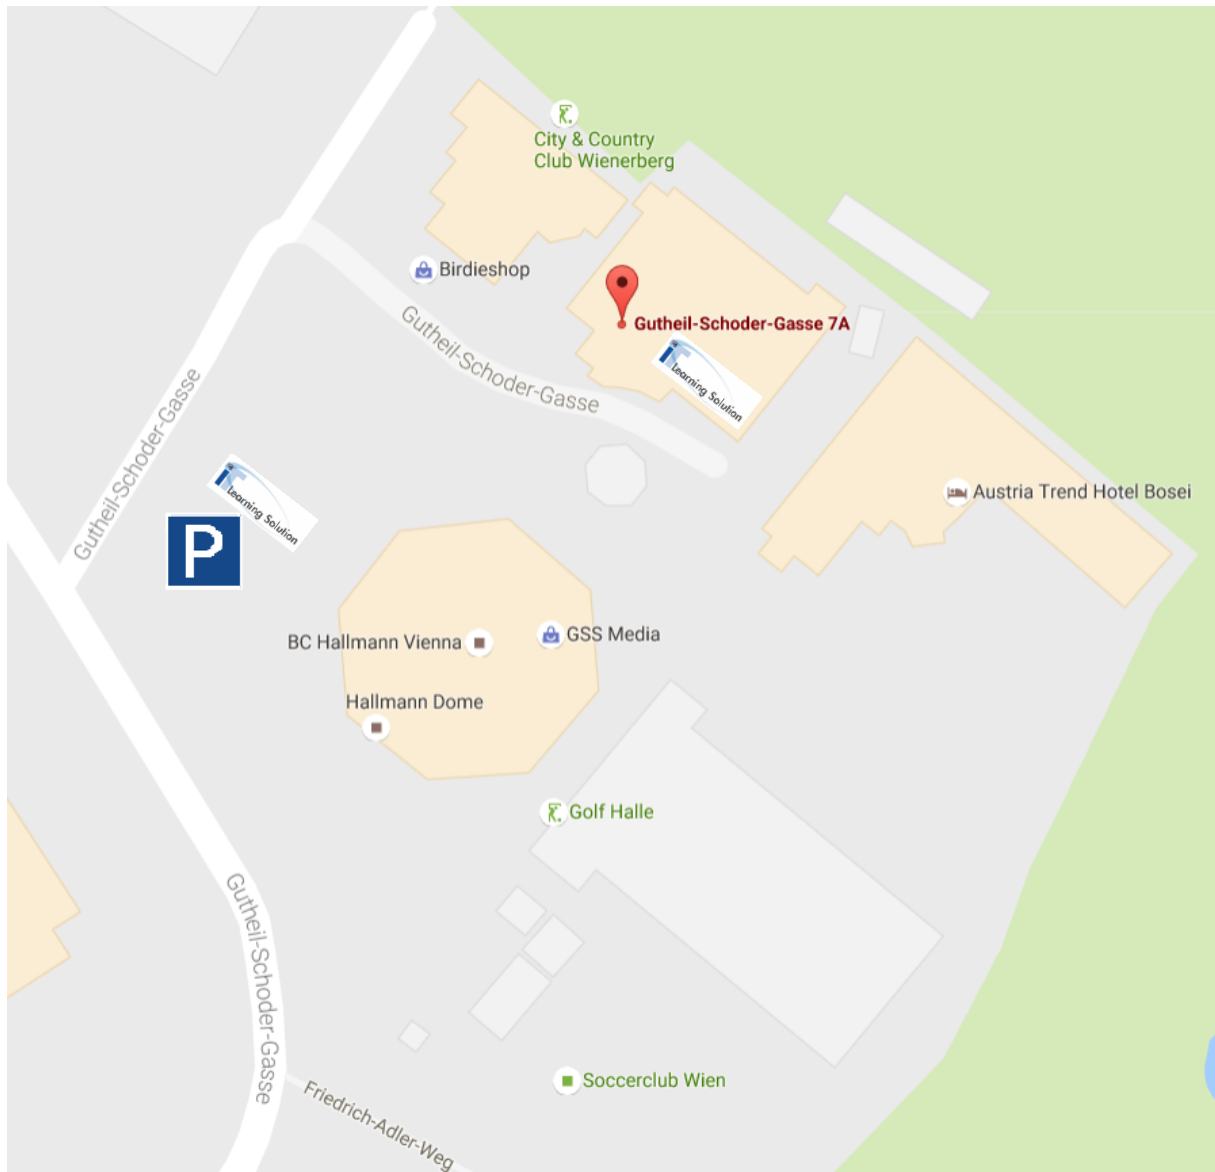 City & Country
Club Wienerberg
Birdieshop
Gutheil-Schoder-Gasse 7A
Gutheil-Schoder-Gasse
it
Learning Solution
Gutheil-Schoder-Gasse
it
Learning Solution
Austria Trend Hotel Bosei
P
BC Hallmann Vienna
GSS Media
Hallmann Dome
Golf Halle
Gutheil-Schoder-Gasse
Soccerclub Wien
Friedrich-Adler-Weg